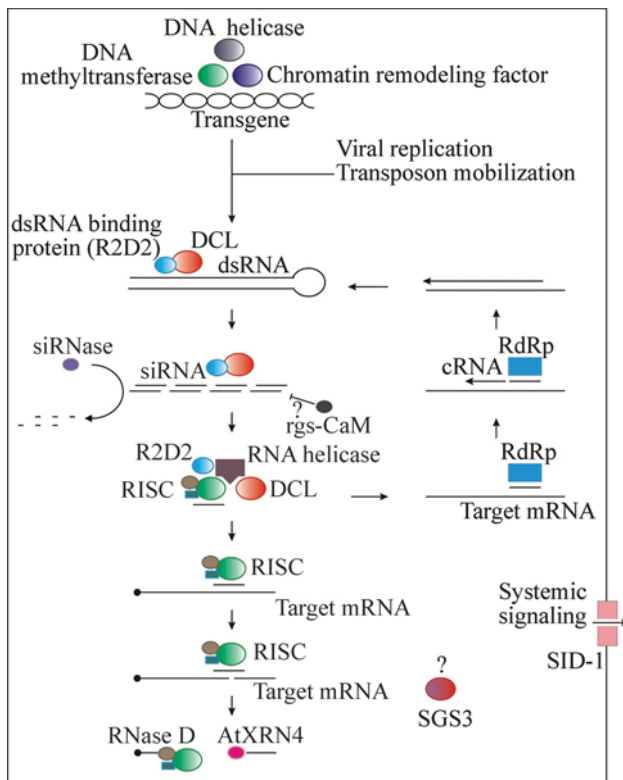 DNA helicase
DNA
methyltransferase
Chromatin remodeling factor
Transgene
Viral replication
Transposon mobilization
dsRNA binding
protein (R2D2)
DCL
dsRNA
siRNase
siRNA
?
rgs-CaM
RdRp
cRNA
R2D2
RNA helicase
RISC
DCL
RdRp
Target mRNA
RISC
Target mRNA
Systemic
signaling
SID-1
RISC
Target mRNA
?
SGS3
RNase D
AtXRN4